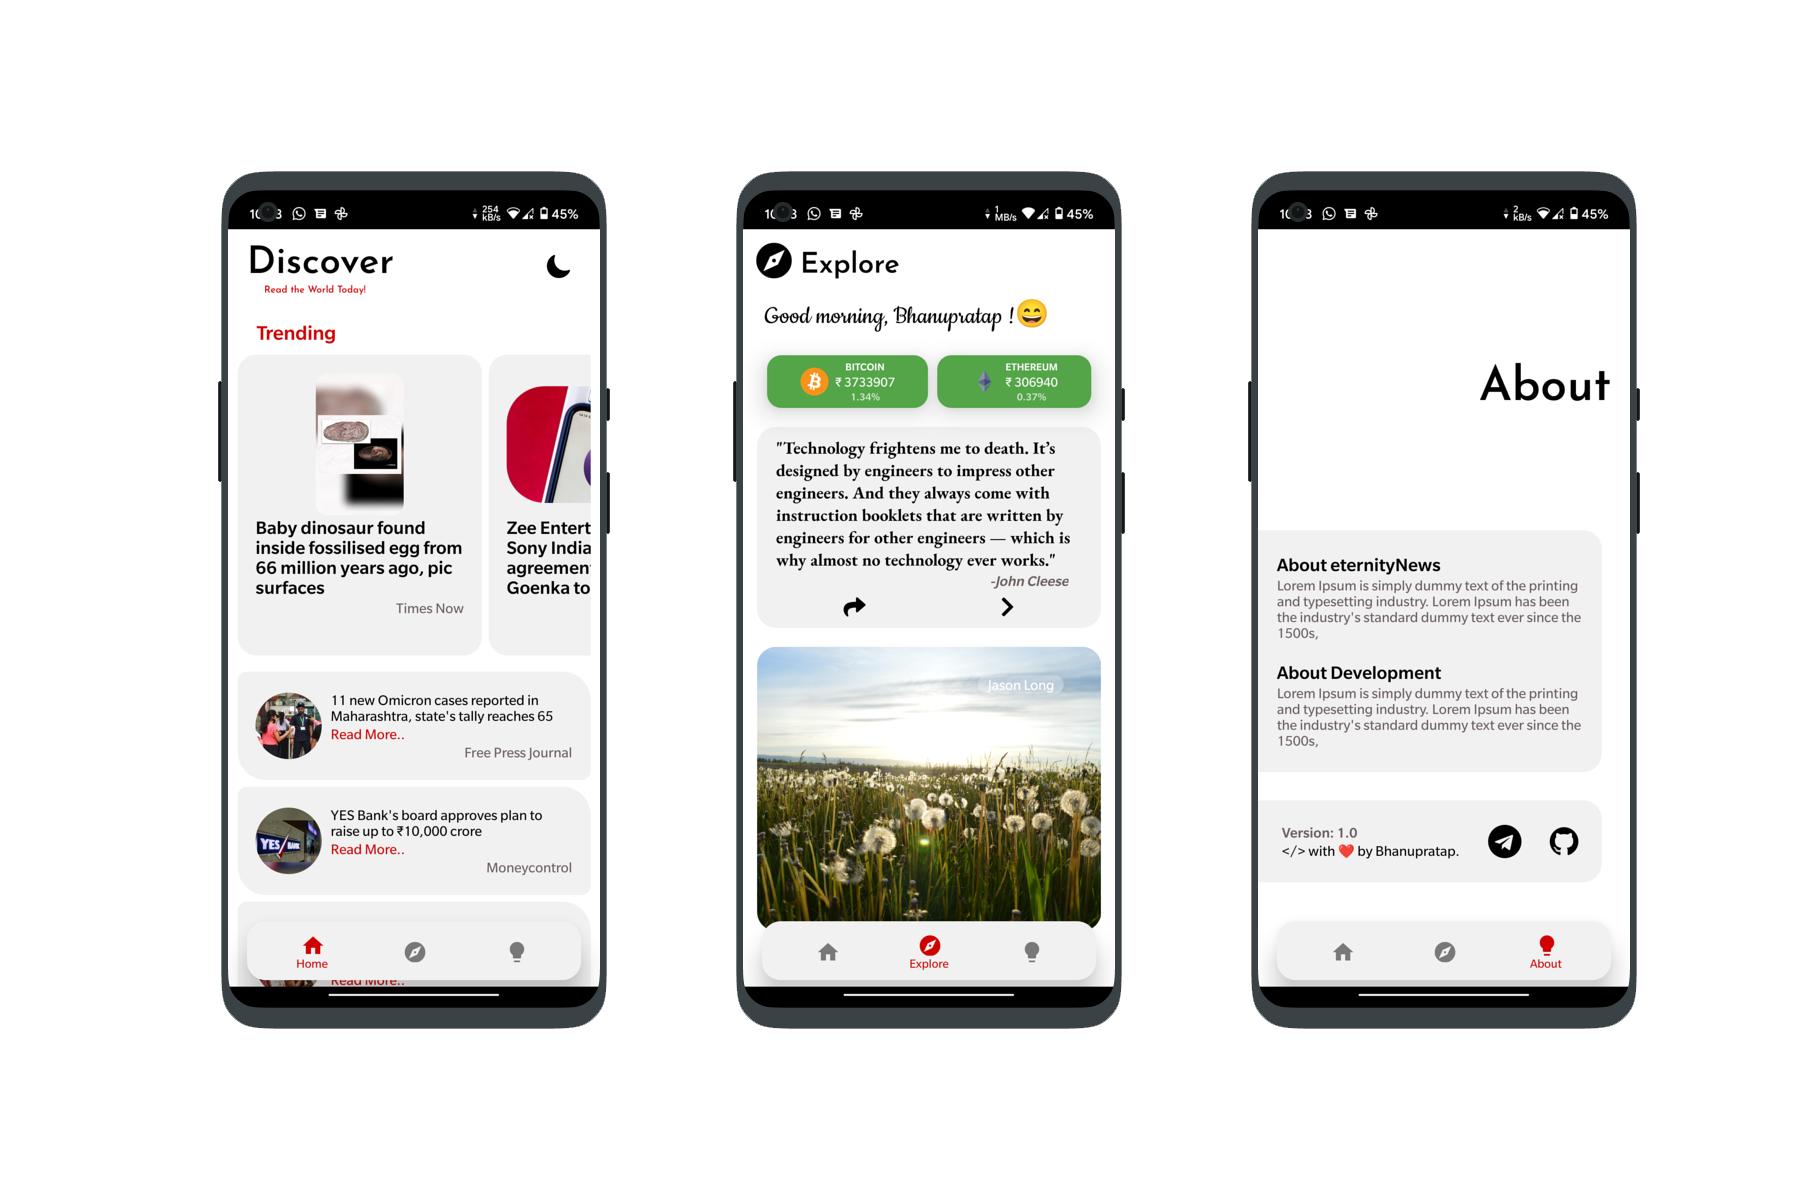 254
kB/s
45%
Discover
Read the World Today!
Trending
Baby dinosaur found
inside fossilised egg from
66 million years ago, pic
surfaces
Times Now
Zee Entert
Sony India
agreemen
Goenka to
11 new Omicron cases reported in
Maharashtra, state's tally reaches 65
Read More..
Free Press Journal
YES BANK
YES Bank's board approves plan to
raise up to ₹10,000 crore
Read More..
Moneycontrol
Home
Read More..
1
MB/s
45%
Explore
Good morning, Bhanupratap !😄
BITCOIN
₹ 3733907
1.34%
ETHEREUM
₹ 306940
0.37%
"Technology frightens me to death. It’s
designed by engineers to impress other
engineers. And they always come with
instruction booklets that are written by
engineers for other engineers — which is
why almost no technology ever works."
-John Cleese
Jason Long
Explore
2
kB/s
45%
About
About eternityNews
Lorem Ipsum is simply dummy text of the printing
and typesetting industry. Lorem Ipsum has been
the industry's standard dummy text ever since the
1500s,
About Development
Lorem Ipsum is simply dummy text of the printing
and typesetting industry. Lorem Ipsum has been
the industry's standard dummy text ever since the
1500s,
Version: 1.0
</> with ❤️ by Bhanupratap.
About